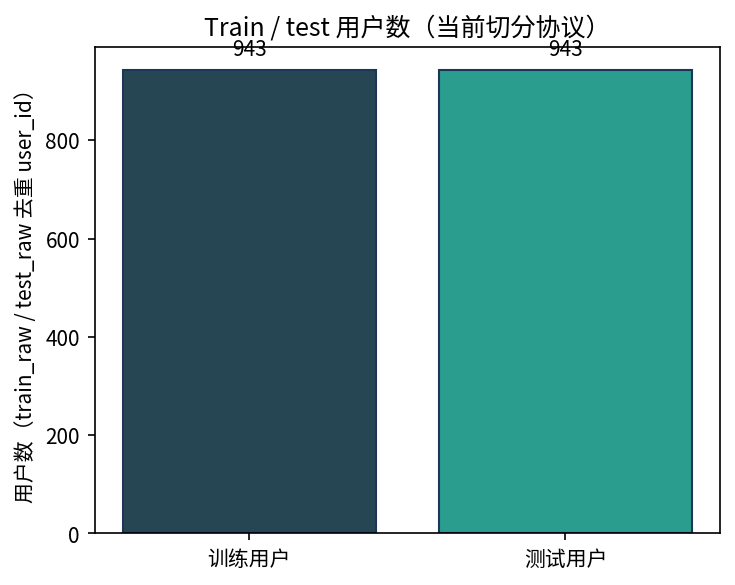 Train / test 用户数（当前切分协议）
943
943
用户数（train_raw / test_raw 去重 user_id）
800
600
400
200
0
训练用户
测试用户